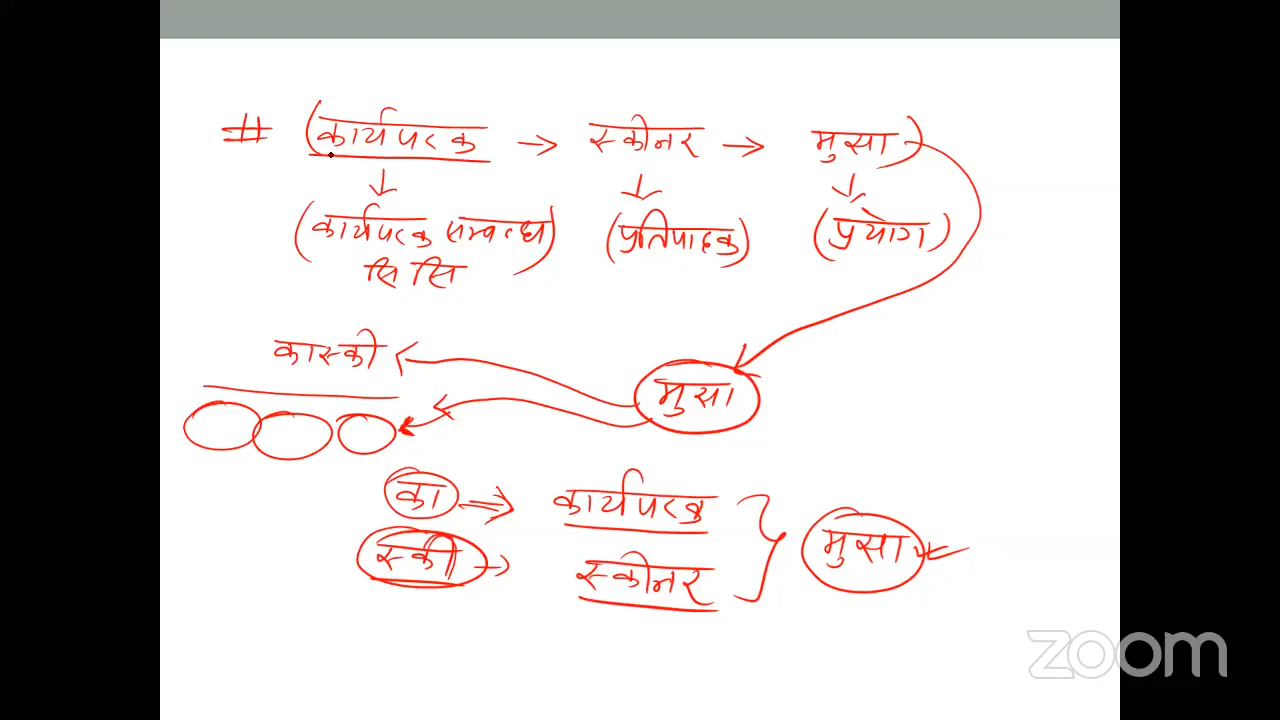 # (कार्यपरक → स्कीनर → मुसा)
(कार्यपरक सम्बन्ध (प्रतिपादक) (प्रयोग)
सि सि)
कास्की
मुसा
का ⇒ कार्यपरक
स्की → स्कीनर
मुसा
zoom